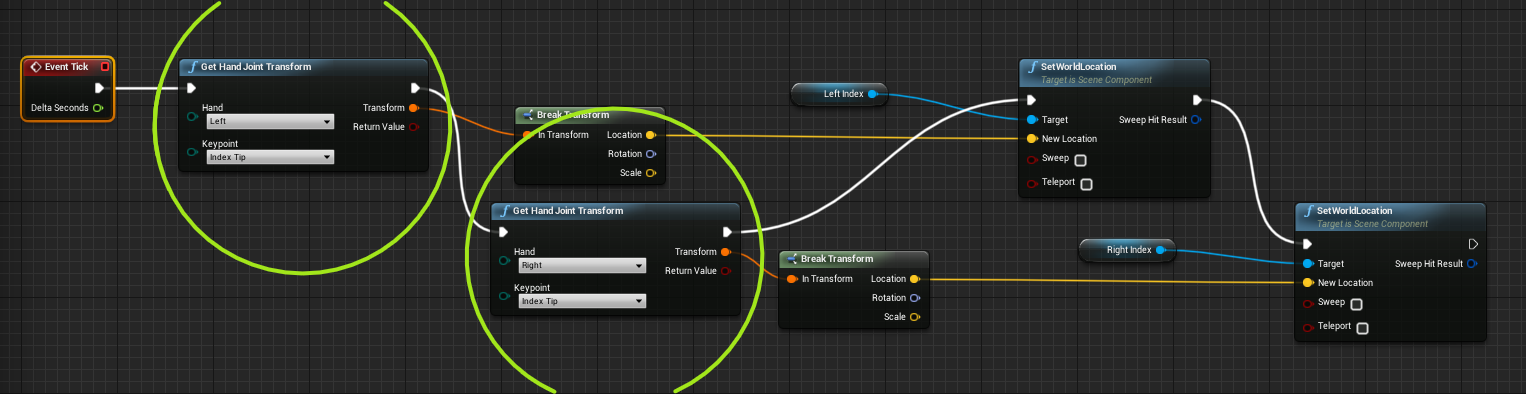 Event Tick
Delta Seconds
Get Hand Joint Transform
Hand
Left
Keypoint
Index Tip
Transform
Return Value
Break Transform
In Transform
Location
Rotation
Scale
Get Hand Joint Transform
Hand
Right
Keypoint
Index Tip
Transform
Return Value
Break Transform
In Transform
Location
Rotation
Scale
Left Index
SetWorldLocation
Target is Scene Component
Target
Sweep Hit Result
New Location
Sweep
Teleport
Right Index
SetWorldLocation
Target is Scene Component
Target
Sweep Hit Result
New Location
Sweep
Teleport